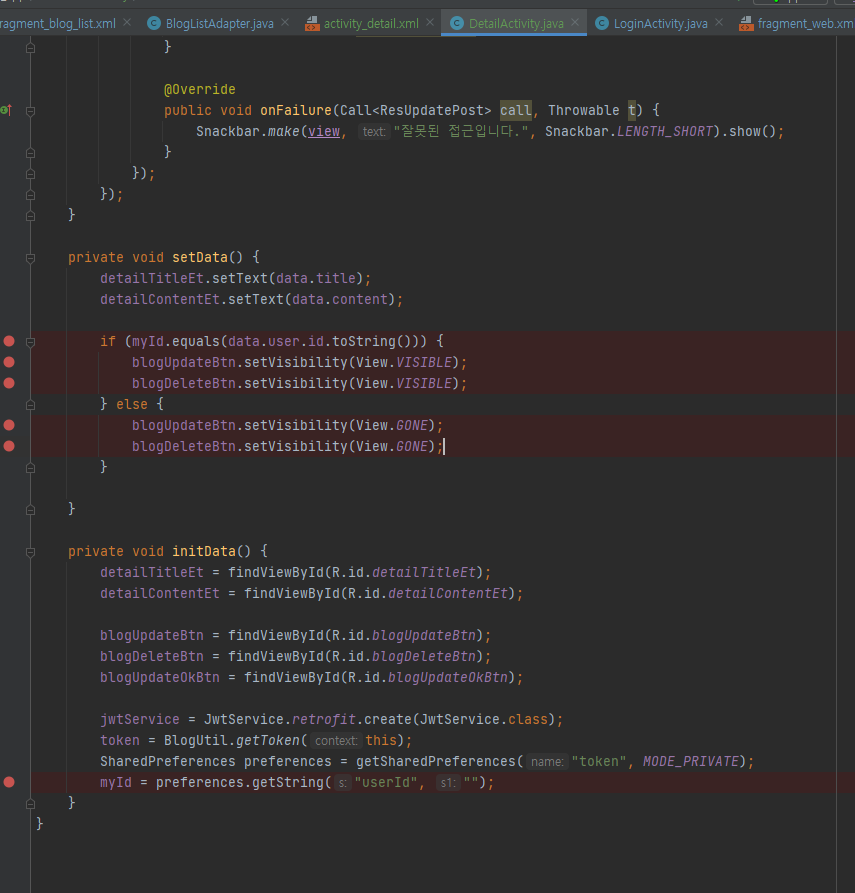 ragment_blog_list.xml BlogListAdapter.java activity_detail.xml DetailActivity.java LoginActivity.java fragment_web.xm
}
@Override
public void onFailure(Call<ResUpdatePost> call, Throwable t) {
Snackbar.make(view, text: "잘못된 접근입니다.", Snackbar.LENGTH_SHORT).show();
}
});
});
}
private void setData() {
detailTitleEt.setText(data.title);
detailContentEt.setText(data.content);
if (myId.equals(data.user.id.toString())) {
blogUpdateBtn.setVisibility(View.VISIBLE);
blogDeleteBtn.setVisibility(View.VISIBLE);
} else {
blogUpdateBtn.setVisibility(View.GONE);
blogDeleteBtn.setVisibility(View.GONE);
}
}
private void initData() {
detailTitleEt = findViewById(R.id.detailTitleEt);
detailContentEt = findViewById(R.id.detailContentEt);
blogUpdateBtn = findViewById(R.id.blogUpdateBtn);
blogDeleteBtn = findViewById(R.id.blogDeleteBtn);
blogUpdateOkBtn = findViewById(R.id.blogUpdateOkBtn);
jwtService = JwtService.retrofit.create(JwtService.class);
token = BlogUtil.getToken( context: this);
SharedPreferences preferences = getSharedPreferences( name: "token", MODE_PRIVATE);
myId = preferences.getString( s: "userId", s1: "");
}
}